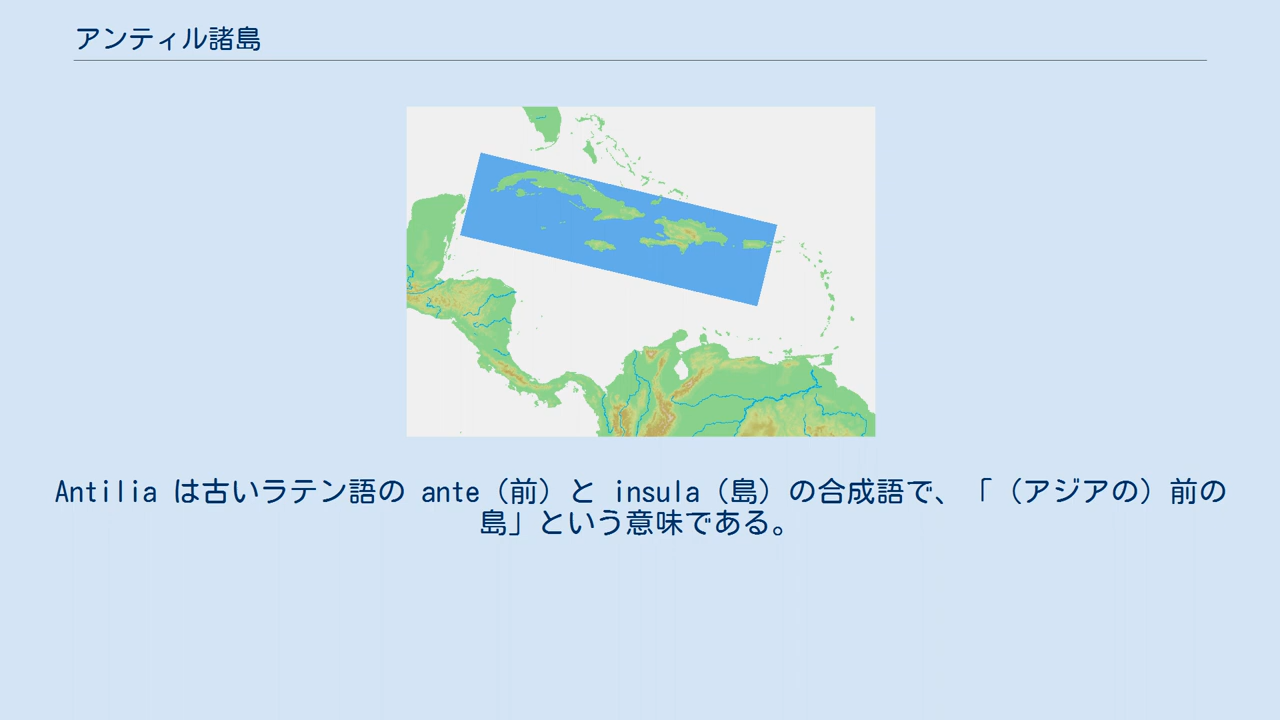 アンティル諸島
Antilia は古いラテン語の ante（前）と insula（島）の合成語で、「（アジアの）前の
島」という意味である。